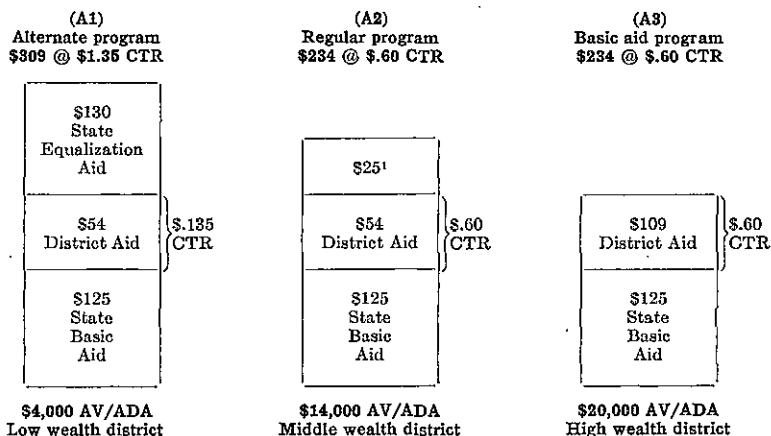 (A1)
Alternate program
$309 @ $1.35 CTR
$130
State
Equalization
Aid
$54
District Aid
$.135
CTR
$125
State
Basic
Aid
$4,000 AV/ADA
Low wealth district
(A2)
Regular program
$234 @ $.60 CTR
$25¹
$54
District Aid
$.60
CTR
$125
State
Basic
Aid
$14,000 AV/ADA
Middle wealth district
(A3)
Basic aid program
$234 @ $.60 CTR
$109
District Aid
$.60
CTR
$125
State
Basic
Aid
$20,000 AV/ADA
High wealth district